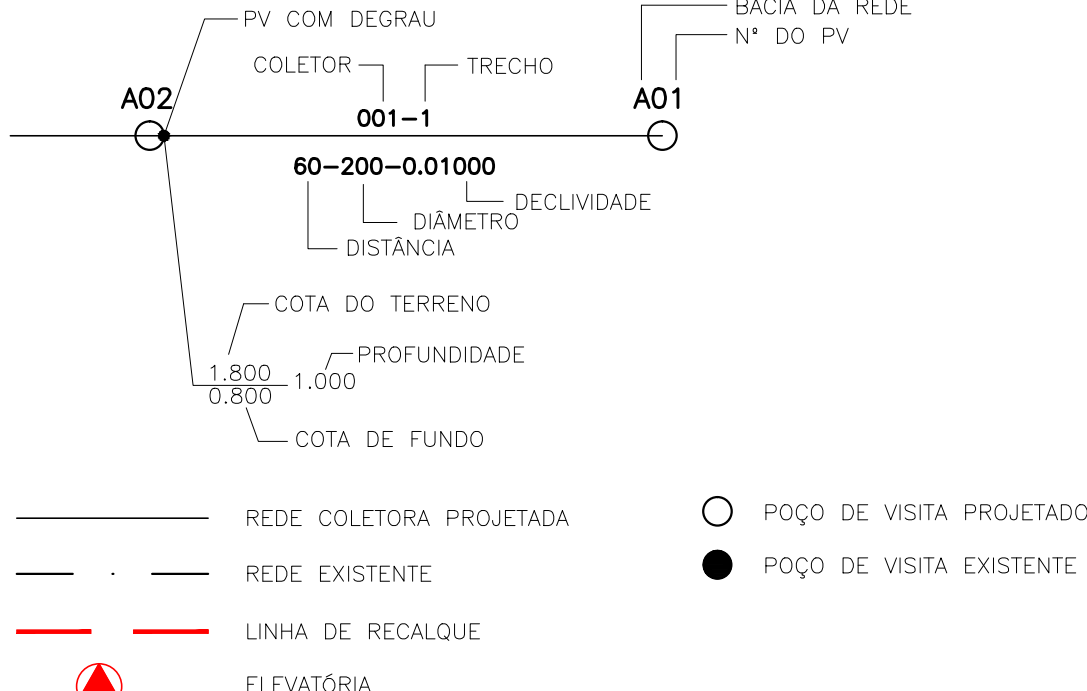 BACIA DA REDE
PV COM DEGRAU
Nº DO PV
COLETOR
TRECHO
A02
A01
001-1
60-200-0.01000
DECLIVIDADE
DIÂMETRO
DISTÂNCIA
COTA DO TERRENO
PROFUNDIDADE
1.800
1.000
0.800
COTA DE FUNDO
REDE COLETORA PROJETADA
POÇO DE VISITA PROJETADO
REDE EXISTENTE
POÇO DE VISITA EXISTENTE
LINHA DE RECALQUE
ELEVATÓRIA